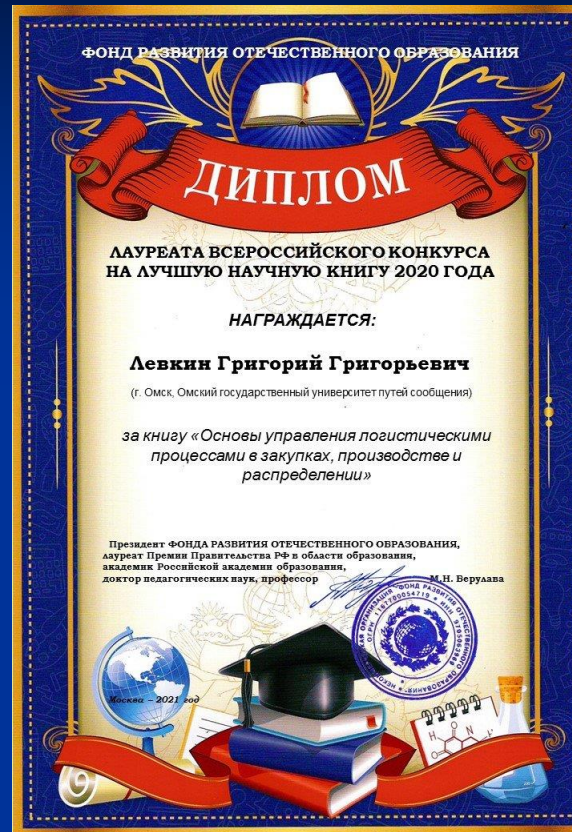 ФОНД РАЗВИТИЯ ОТЕЧЕСТВЕННОГО ОБРАЗОВАНИЯ
ДИПЛОМ
ЛАУРЕАТА ВСЕРОССИЙСКОГО КОНКУРСА
НА ЛУЧШУЮ НАУЧНУЮ КНИГУ 2020 ГОДА
НАГРАЖДАЕТСЯ:
Левкин Григорий Григорьевич
(г. Омск, Омский государственный университет путей сообщения)
за книгу «Основы управления логистическими
процессами в закупках, производстве и
распределении»
Президент ФОНДА РАЗВИТИЯ ОТЕЧЕСТВЕННОГО ОБРАЗОВАНИЯ,
лауреат Премии Правительства РФ в области образования,
академик Российской академии образования,
доктор педагогических наук, профессор М.Н. Берулава
Москва – 2021 год